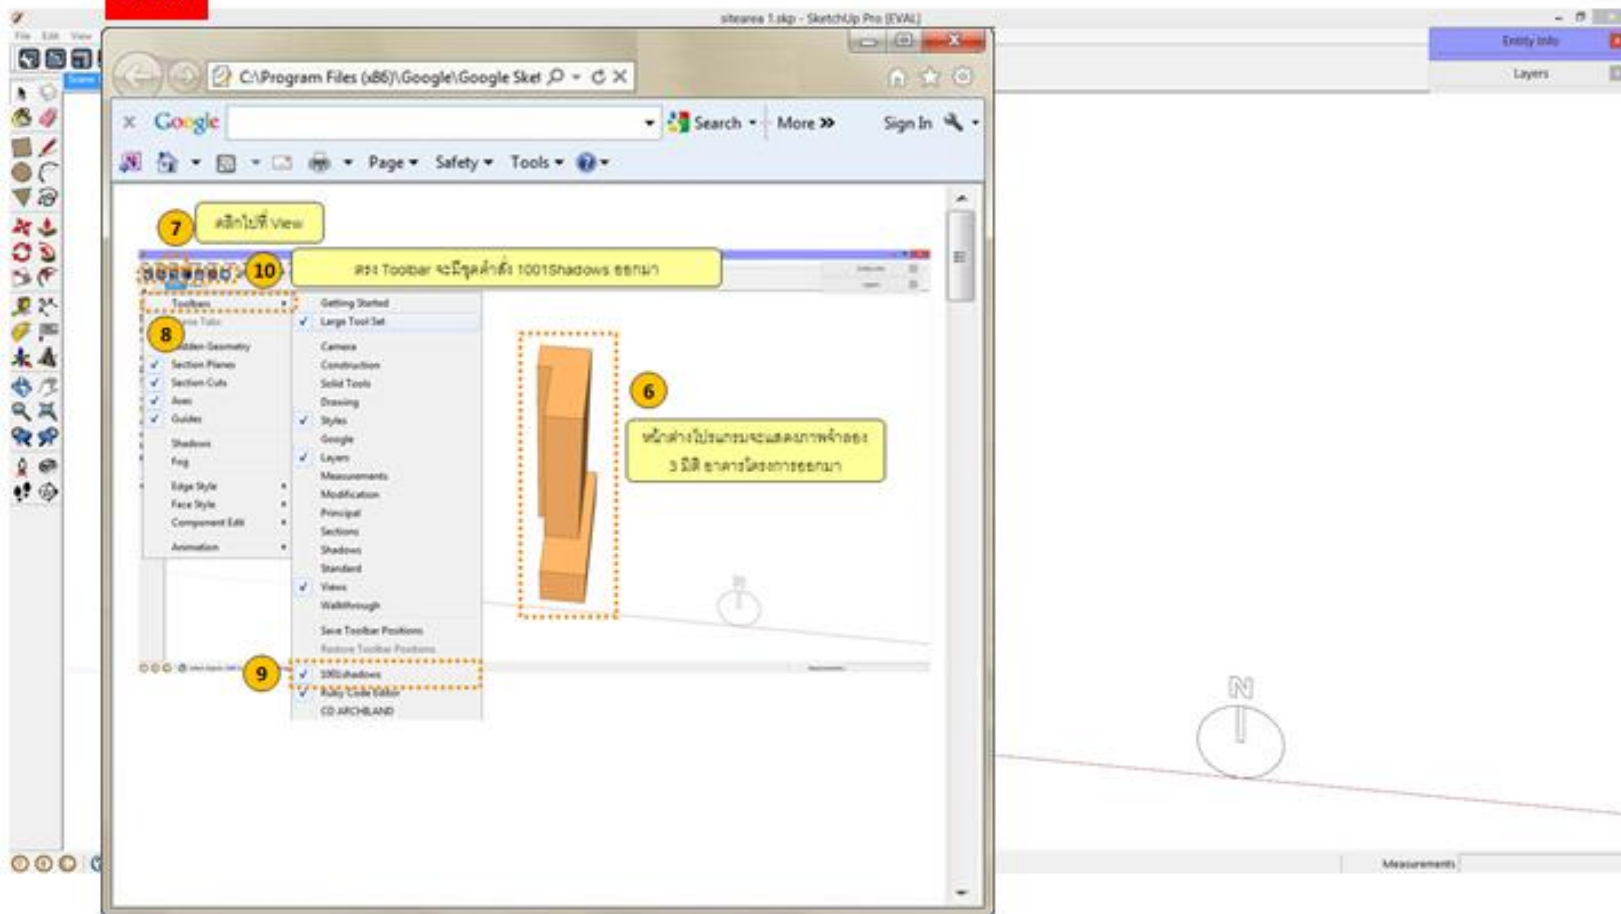 sitearea 1.skp - SketchUp Pro [EVAL]
File Edit View
Entity Info
Layers
C:\Program Files (x86)\Google\Google Sket
Google
Search
More
Sign In
Page
Safety
Tools
7
คลิกไปที่ View
10
ตรง Toolbar จะมีชุดคำสั่ง 1001Shadows ออกมา
Toolbars
8
Section Planes
Section Cuts
Axes
Guides
Shadows
Fog
Edge Style
Face Style
Component Edit
Animation
Getting Started
Large Tool Set
Camera
Construction
Solid Tools
Drawing
Styles
Google
Layers
Measurements
Modification
Principal
Sections
Shadows
Standard
Views
Walkthrough
Save Toolbar Positions
Restore Toolbar Positions
9
1001shadows
Ruby Code Editor
CD ARCHILAND
6
หน้าต่างโปรแกรมจะแสดงภาพจำลอง
3 มิติ อาคารโครงการออกมา
N
N
Measurements